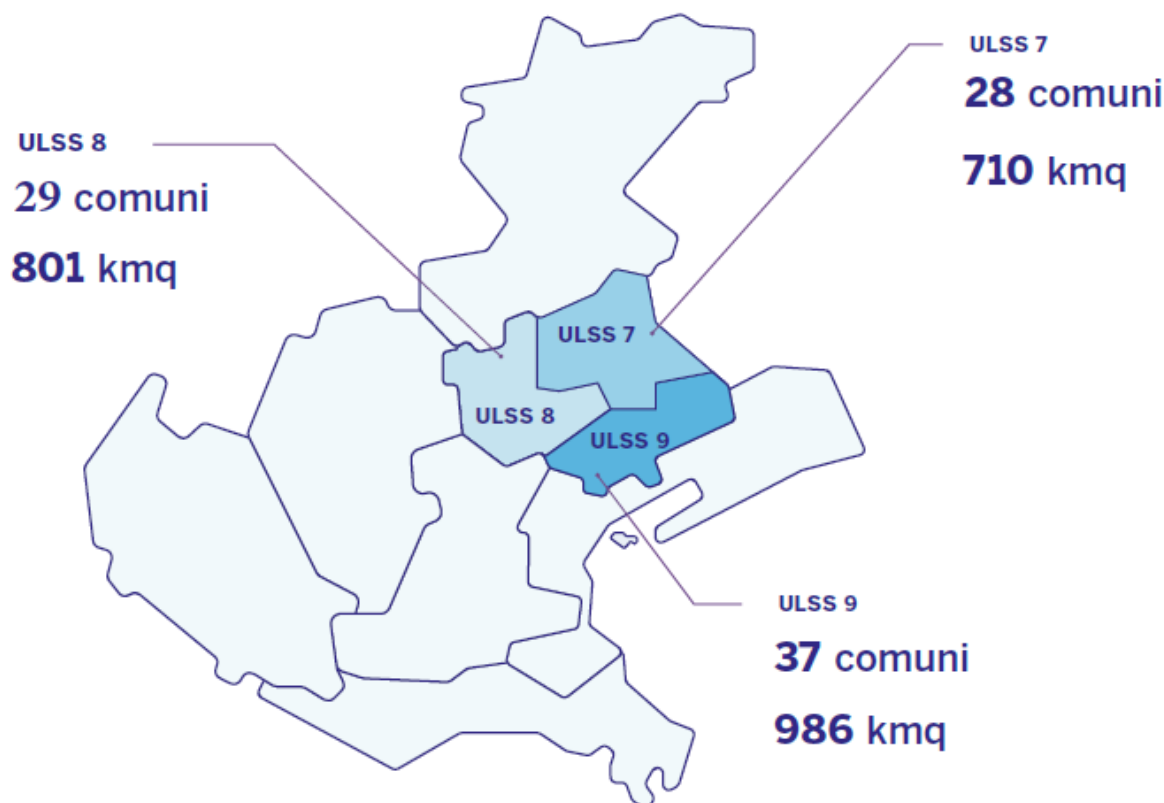 ULSS 7
28 comuni
710 kmq
ULSS 8
29 comuni
801 kmq
ULSS 7
ULSS 8
ULSS 9
ULSS 9
37 comuni
986 kmq